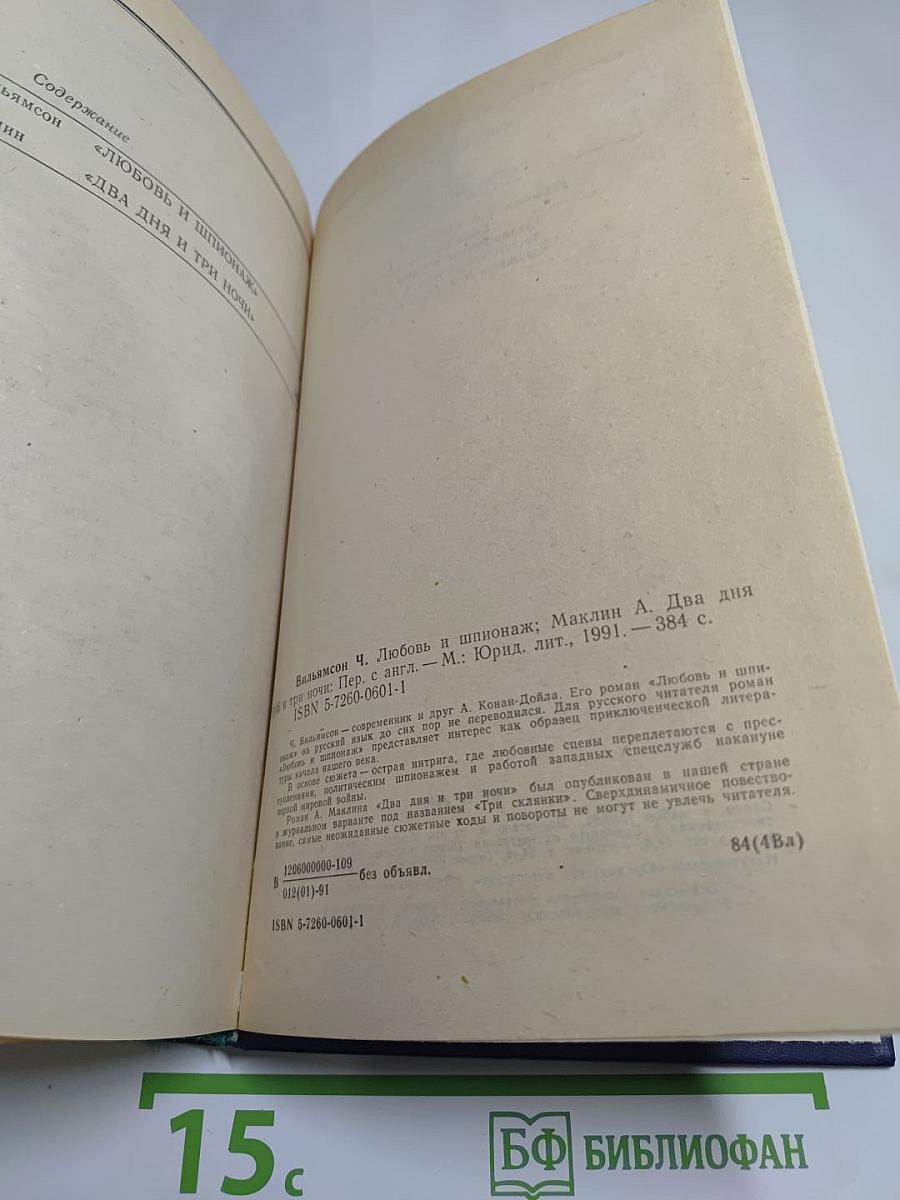 Содержание
«ЛЮБОВЬ И ШПИОНАЖ»
«ДВА ДНЯ И ТРИ НОЧИ»
Вильямсон Ч. Любовь и шпионаж; Маклин А. Два дня
и три ночи: Пер. с англ. — М.: Юрид. лит., 1991. — 384 с.
ISBN 5-7260-0601-1
Ч. Вильямсон — современник и друг А. Конан-Дойла. Его роман «Любовь и шпи-
онаж» на русский язык до сих пор не переводился. Для русского читателя роман
«Любовь и шпионаж» представляет интерес как образец приключенческой литера-
туры начала нашего века.
В основе сюжета — острая интрига, где любовные сцены переплетаются с прес-
туплениями, политическим шпионажем и работой западных спецслужб накануне
первой мировой войны.
Роман А. Маклина «Два дня и три ночи» был опубликован в нашей стране
в журнальном варианте под названием «Три склянки». Сверхдинамичное повество-
вание, самые неожиданные сюжетные ходы и повороты не могут не увлечь читателя.
В 1206000000-109 без объявл.
012(01)-91
84(4Вл)
ISBN 5-7260-0601-1
15 с
БФ БИБЛИОФАН